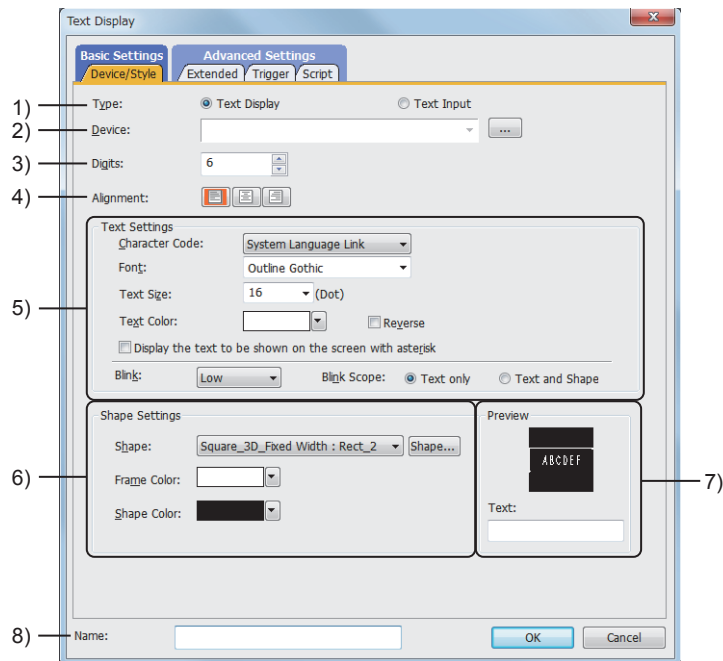 Text Display
x
Basic Settings Advanced Settings
Device/Style Extended Trigger Script
1) Type: Text Display Text Input
2) Device: ...
3) Digits: 6
4) Alignment:
5)
Text Settings
Character Code: System Language Link
Font: Outline Gothic
Text Size: 16 (Dot)
Text Color: Reverse
Display the text to be shown on the screen with asterisk
Blink: Low Blink Scope: Text only Text and Shape
6)
Shape Settings
Shape: Square_3D_Fixed Width : Rect_2 Shape...
Frame Color:
Shape Color:
7)
Preview
ABCDEF
Text:
8) Name: OK Cancel